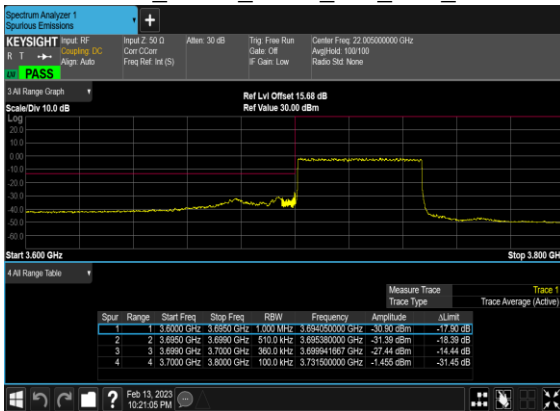 Spectrum Analyzer 1
Spurious Emissions
KEYSIGHT Input: RF Input Z: 50 Ω Atten: 30 dB Trig: Free Run Center Freq: 22.005000000 GHz
R T Coupling: DC Corr CCorr Gate: Off Avg|Hold: 100/100
Align: Auto Freq Ref: Int (S) IF Gain: Low Radio Std: None
PASS
3 All Range Graph
Ref Lvl Offset 15.68 dB
Scale/Div 10.0 dB Ref Value 30.00 dBm
Log
20.0
10.0
0.00
-10.0
-20.0
-30.0
-40.0
-50.0
-60.0
Start 3.600 GHz Stop 3.800 GH
4 All Range Table
Measure Trace Trace 1
Trace Type Trace Average (Active)
Spur Range Start Freq Stop Freq RBW Frequency Amplitude ΔLimit
1 1 3.6000 GHz 3.6950 GHz 1.000 MHz 3.694050000 GHz -30.90 dBm -17.90 dB
2 2 3.6950 GHz 3.6990 GHz 510.0 kHz 3.695380000 GHz -31.39 dBm -18.39 dB
3 3 3.6990 GHz 3.7000 GHz 360.0 kHz 3.699941667 GHz -27.44 dBm -14.44 dB
4 4 3.7000 GHz 3.8000 GHz 100.0 kHz 3.731500000 GHz -1.455 dBm -31.45 dB
Feb 13, 2023
10:21:05 PM